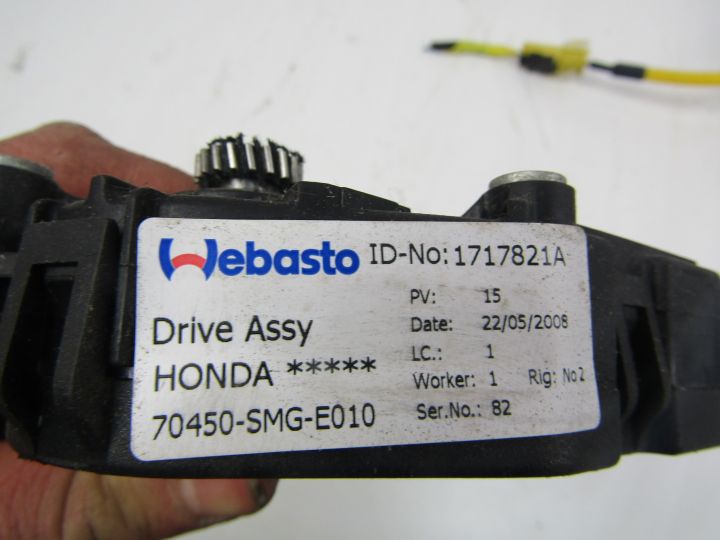 Webasto ID-No: 1717821A
PV: 15
Drive Assy Date: 22/05/2008
LC.: 1
HONDA ***** Worker: 1 Rig: No2
70450-SMG-E010 Ser.No.: 82